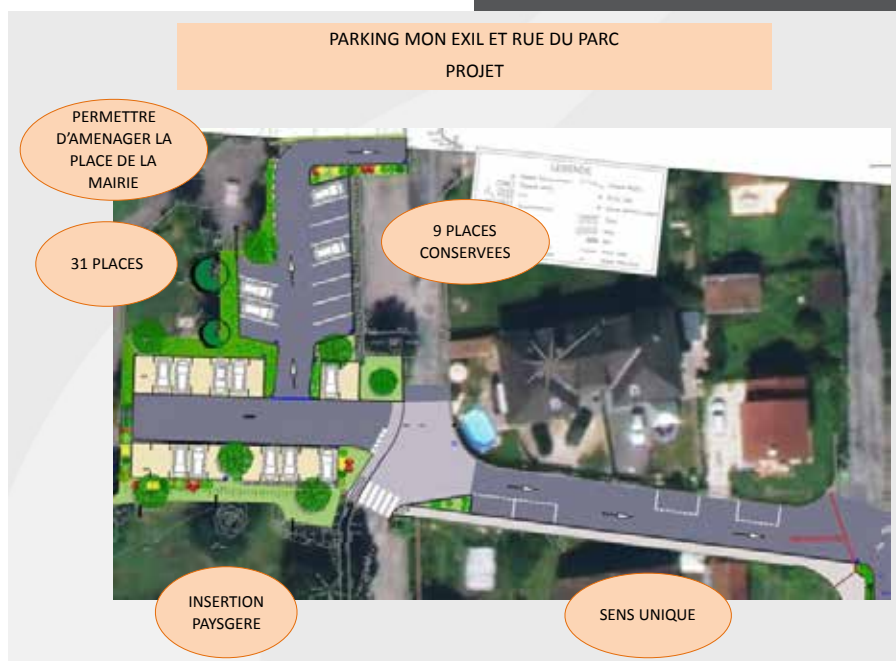 PARKING MON EXIL ET RUE DU PARC
PROJET
PERMETTRE
D'AMENAGER LA
PLACE DE LA
MAIRIE
31 PLACES
9 PLACES
CONSERVEES
LEGENDE
INSERTION
PAYSGERE
SENS UNIQUE